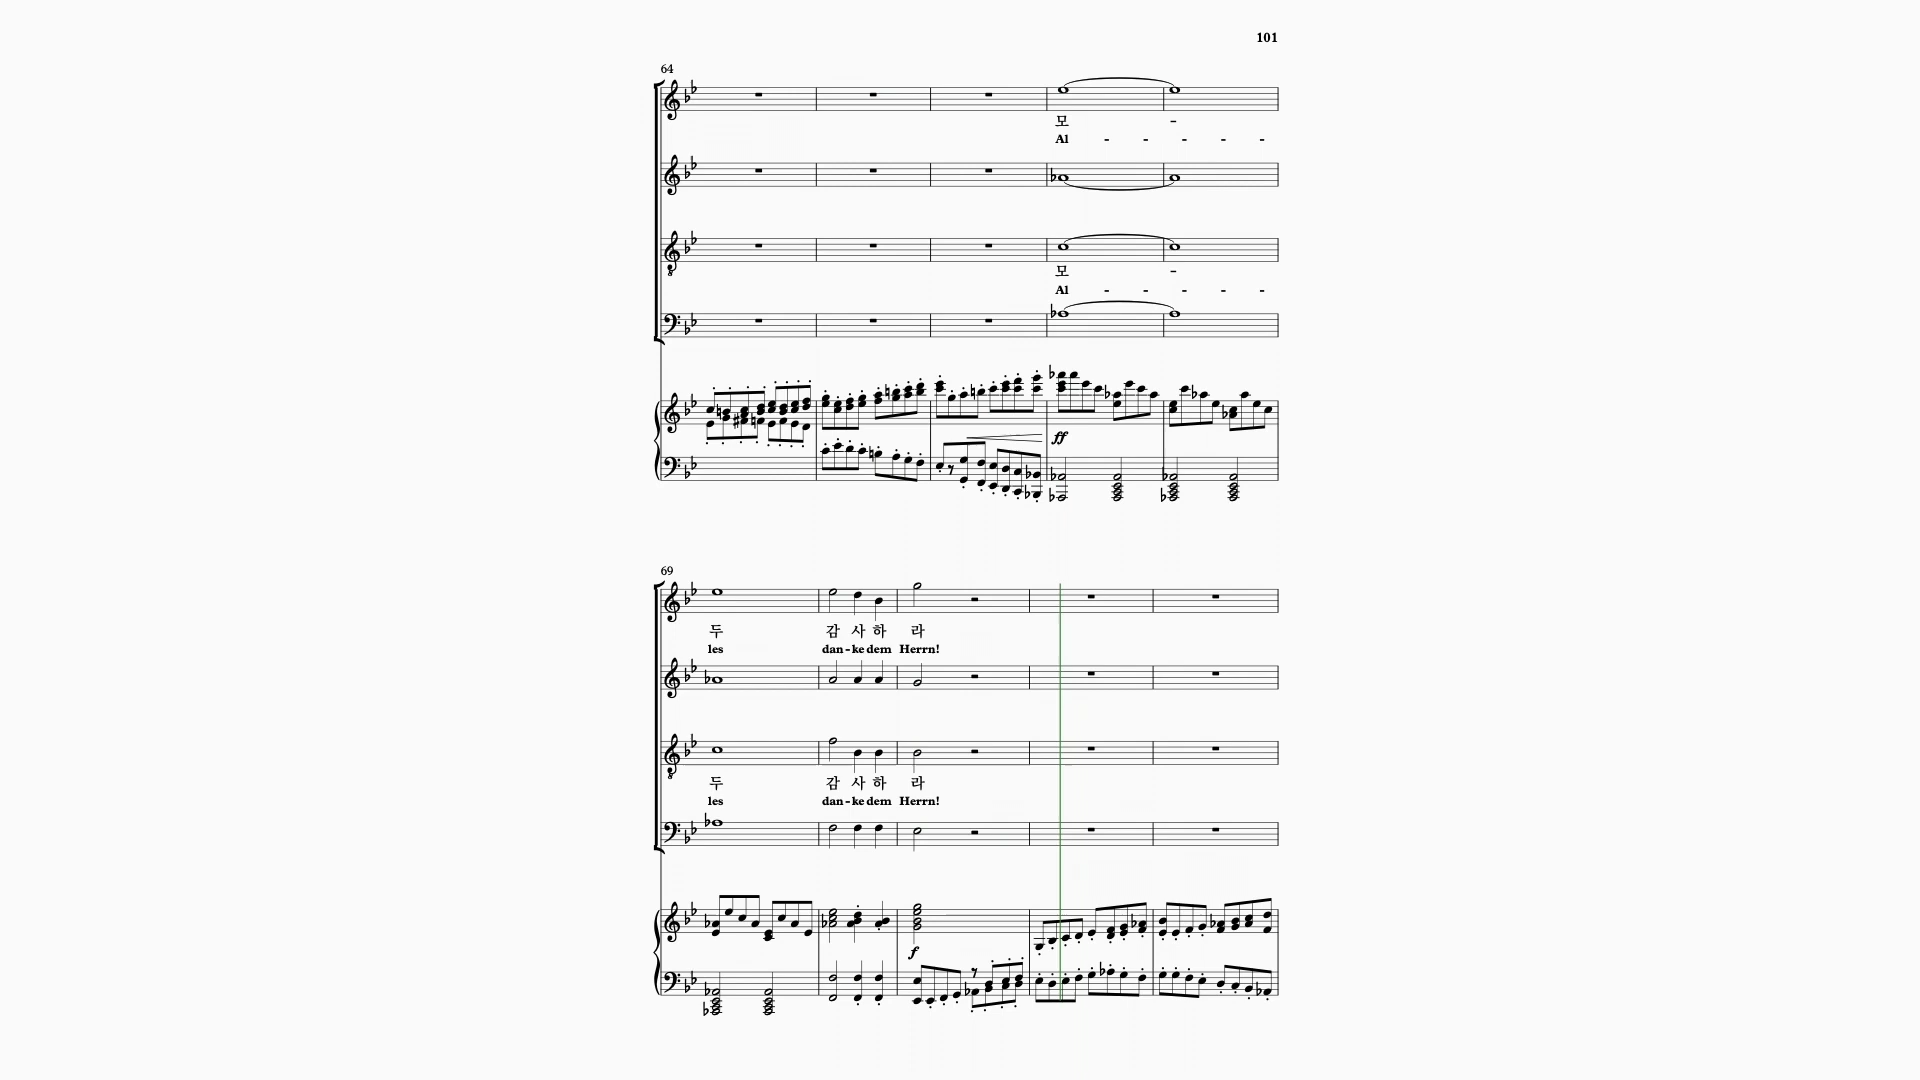 101
64
모 -
Al - - - - -
모 -
Al - - - - -
ff
69
두 감 사 하 라
les dan - ke dem Herrn!
두 감 사 하 라
les dan - ke dem Herrn!
f